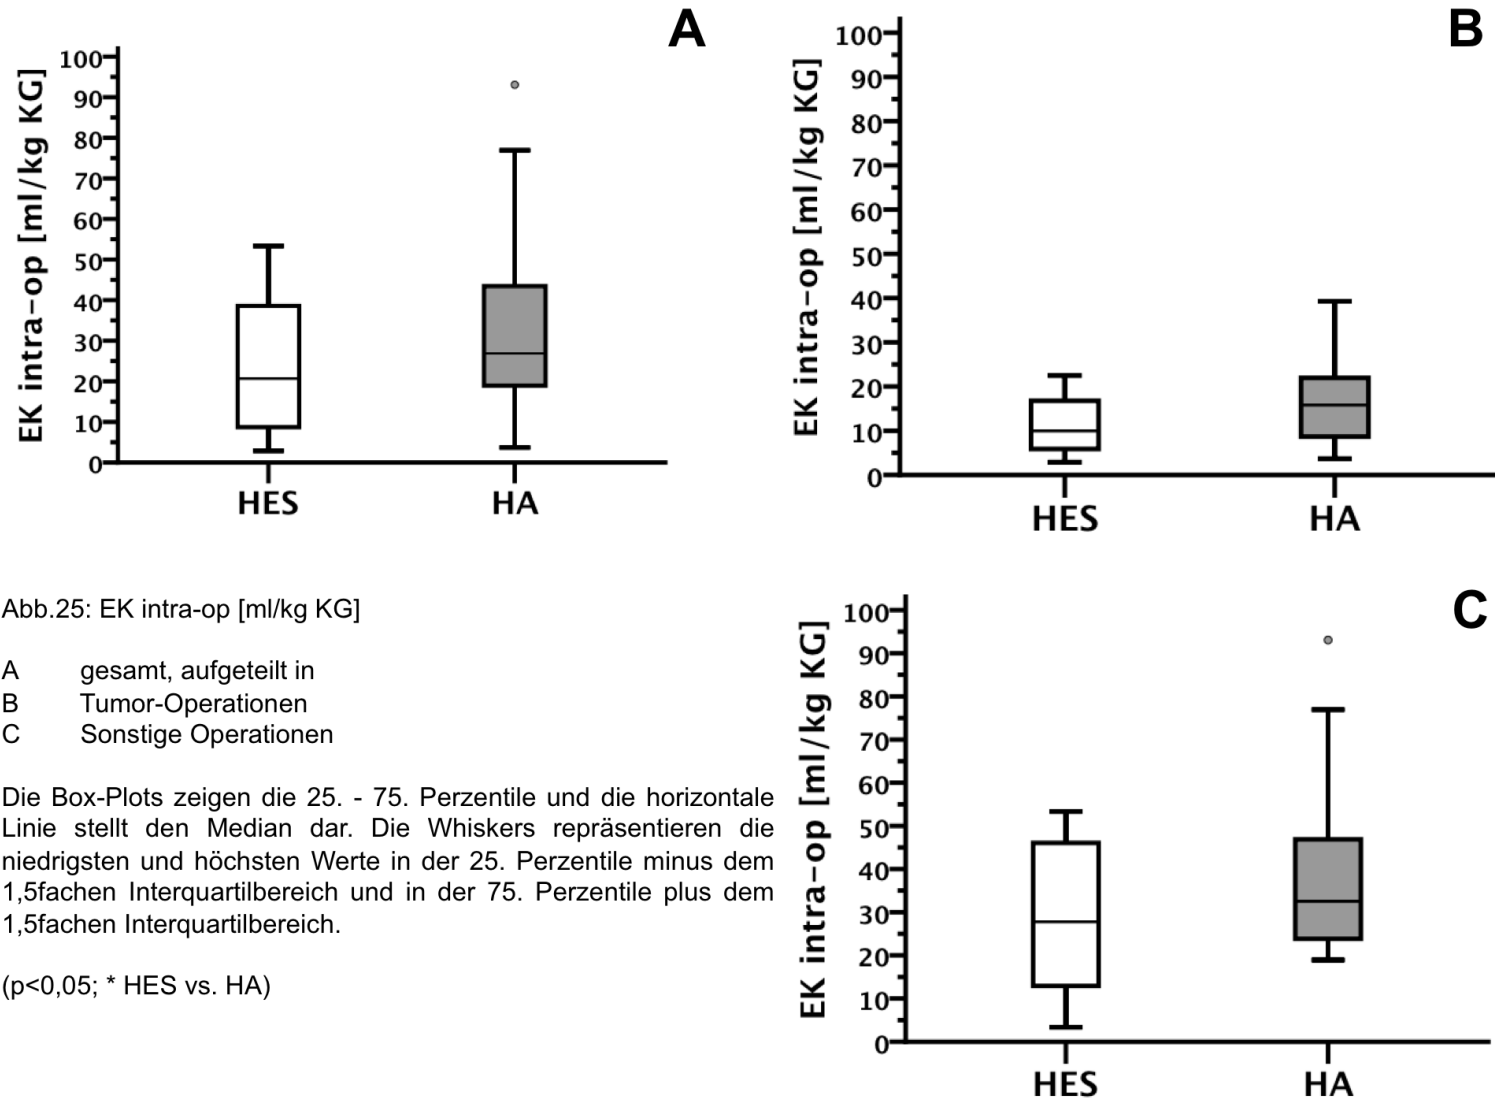 A
EK intra-op [ml/kg KG]
100
90
80
70
60
50
40
30
20
10
0
HES HA
B
EK intra-op [ml/kg KG]
100
90
80
70
60
50
40
30
20
10
0
HES HA
Abb.25: EK intra-op [ml/kg KG]
A gesamt, aufgeteilt in
B Tumor-Operationen
C Sonstige Operationen
Die Box-Plots zeigen die 25. - 75. Perzentile und die horizontale
Linie stellt den Median dar. Die Whiskers repräsentieren die
niedrigsten und höchsten Werte in der 25. Perzentile minus dem
1,5fachen Interquartilbereich und in der 75. Perzentile plus dem
1,5fachen Interquartilbereich.
(p<0,05; * HES vs. HA)
C
EK intra-op [ml/kg KG]
100
90
80
70
60
50
40
30
20
10
0
HES HA